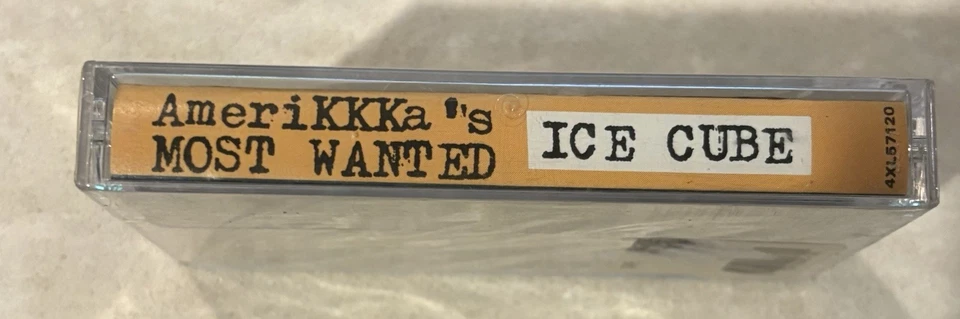 AmeriKKKa's
MOST WANTED
ICE CUBE
4XL57120